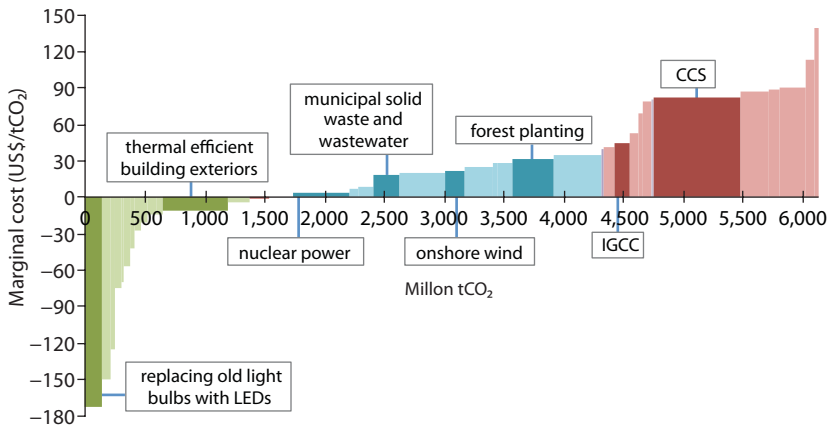 150
120
90
60
30
0
−30
−60
−90
−120
−150
−180
Marginal cost (US$/tCO₂)
0
500
1,000
1,500
2,000
2,500
3,000
3,500
4,000
4,500
5,000
5,500
6,000
Millon tCO₂
CCS
municipal solid
waste and
wastewater
forest planting
thermal efficient
building exteriors
nuclear power
onshore wind
IGCC
replacing old light
bulbs with LEDs